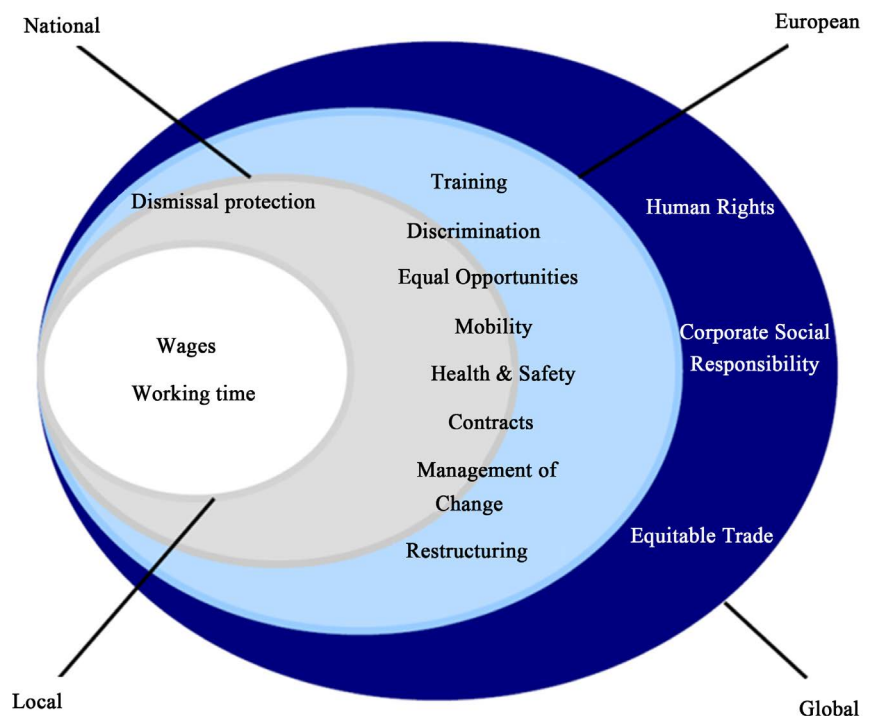 National
European
Dismissal protection
Training
Human Rights
Discrimination
Equal Opportunities
Mobility
Corporate Social
Responsibility
Wages
Health & Safety
Working time
Contracts
Management of
Change
Equitable Trade
Restructuring
Local
Global